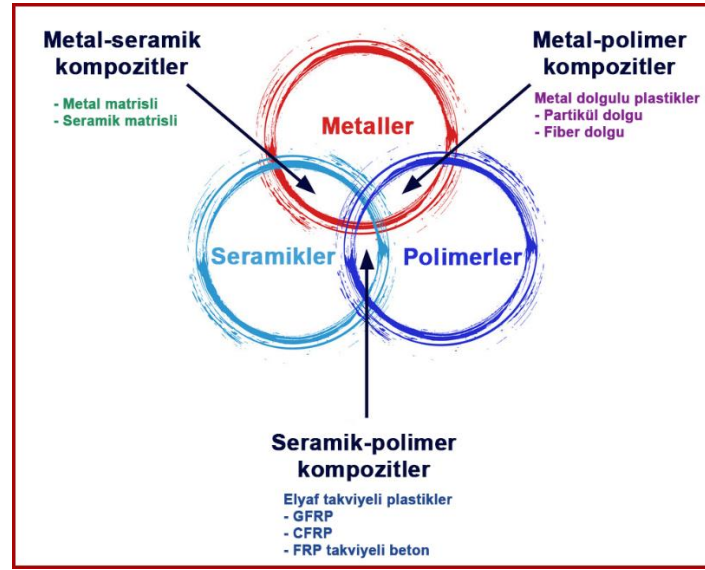 Metal-seramik
kompozitler
- Metal matrisli
- Seramik matrisli
Metal-polimer
kompozitler
Metal dolgulu plastikler
- Partikül dolgu
- Fiber dolgu
Metaller
Seramikler
Polimerler
Seramik-polimer
kompozitler
Elyaf takviyeli plastikler
- GFRP
- CFRP
- FRP takviyeli beton